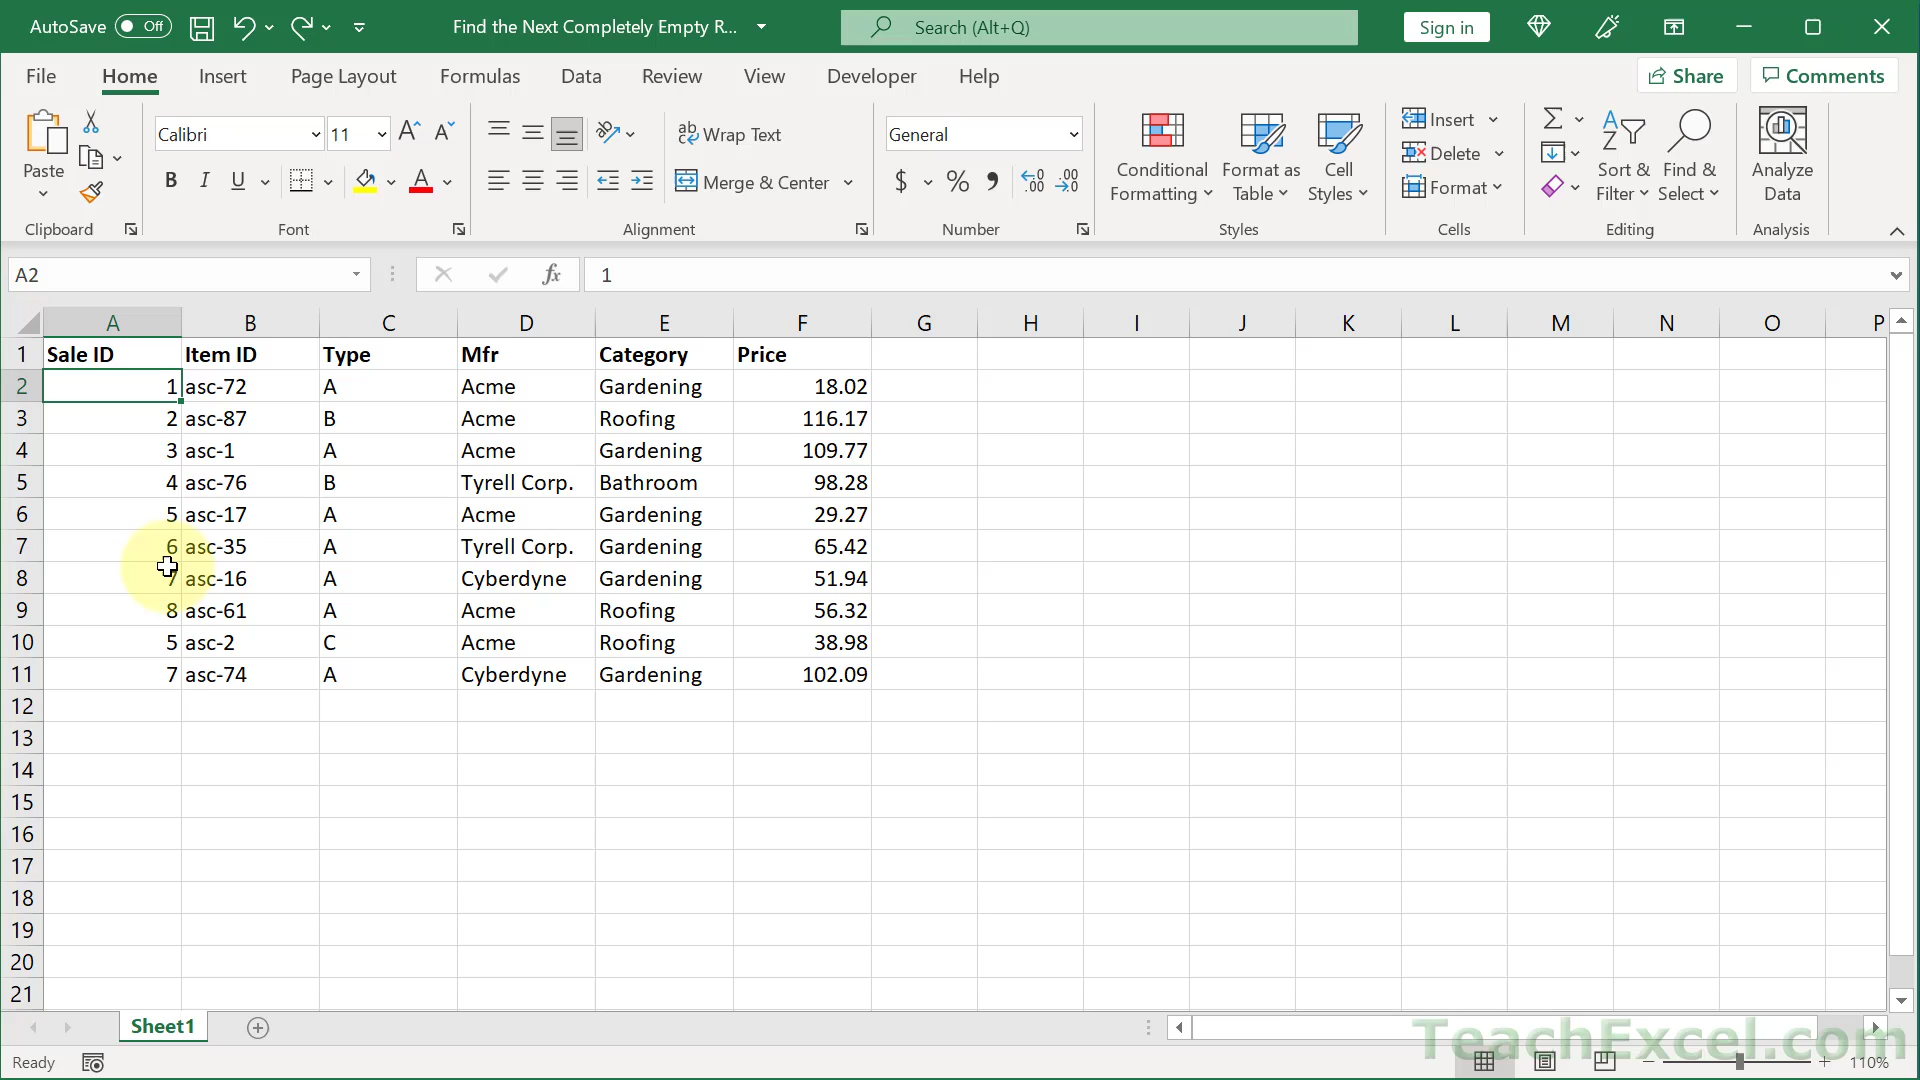 AutoSave Off Find the Next Completely Empty R... Search (Alt+Q) Sign in
File Home Insert Page Layout Formulas Data Review View Developer Help Share Comments
Paste
Clipboard
Calibri 11
B I U
Font
Wrap Text
Merge & Center
Alignment
General
$ % 9
Number
Conditional Formatting
Format as Table
Cell Styles
Styles
Insert
Delete
Format
Cells
Sort & Filter
Find & Select
Editing
Analyze Data
Analysis
A2 fx 1
A B C D E F G H I J K L M N O P
1 Sale ID Item ID Type Mfr Category Price
2 1 asc-72 A Acme Gardening 18.02
3 2 asc-87 B Acme Roofing 116.17
4 3 asc-1 A Acme Gardening 109.77
5 4 asc-76 B Tyrell Corp. Bathroom 98.28
6 5 asc-17 A Acme Gardening 29.27
7 6 asc-35 A Tyrell Corp. Gardening 65.42
8 7 asc-16 A Cyberdyne Gardening 51.94
9 8 asc-61 A Acme Roofing 56.32
10 5 asc-2 C Acme Roofing 38.98
11 7 asc-74 A Cyberdyne Gardening 102.09
12
13
14
15
16
17
18
19
20
21
Sheet1
TeachExcel.com
Ready 110%